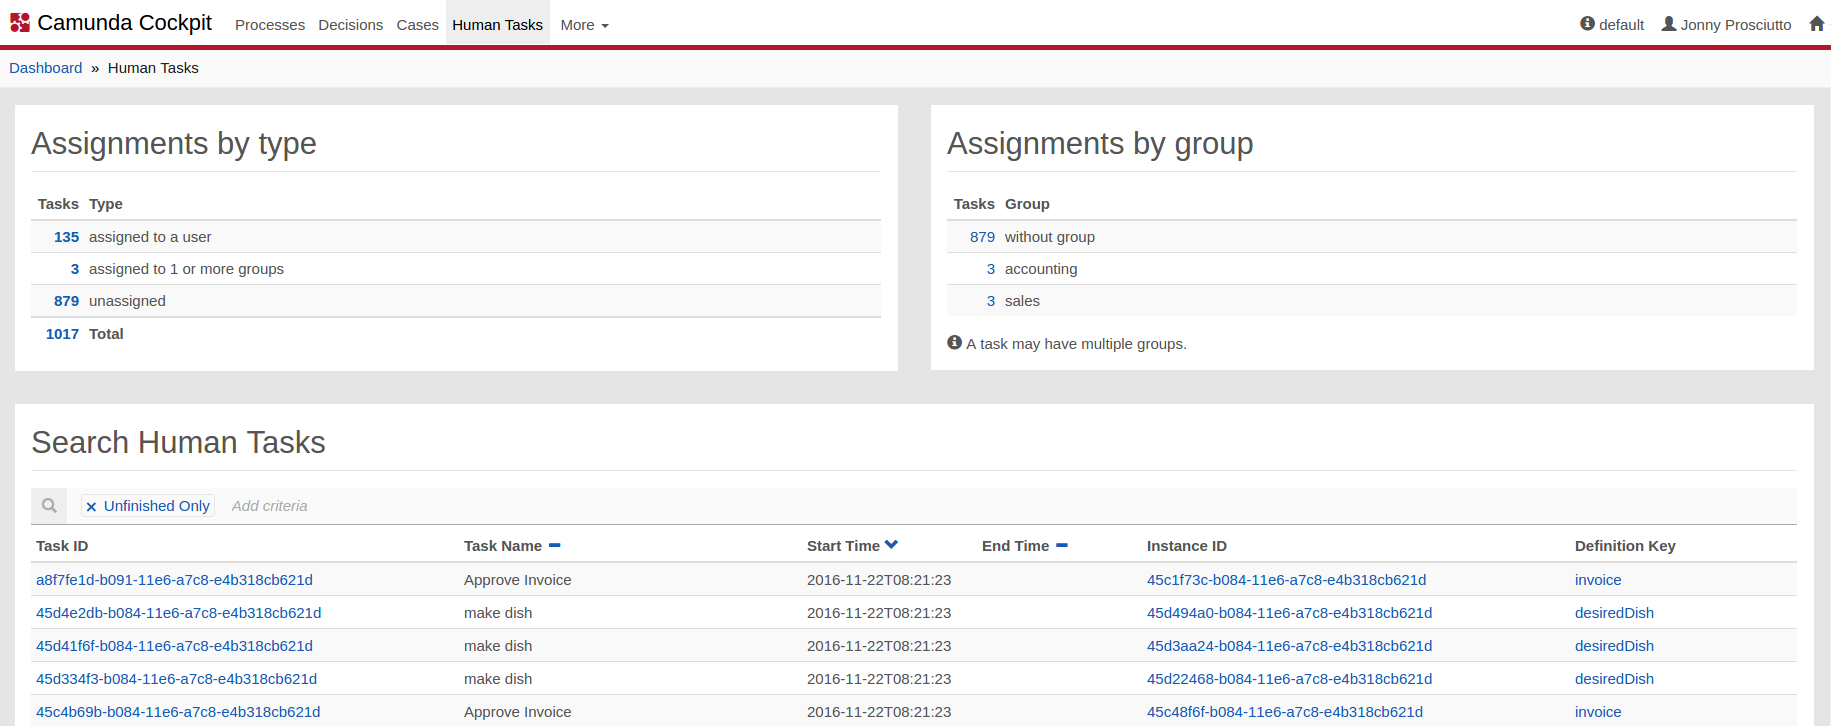 Camunda Cockpit Processes Decisions Cases Human Tasks More default Jonny Prosciutto
Dashboard » Human Tasks
Assignments by type
Tasks Type
135 assigned to a user
3 assigned to 1 or more groups
879 unassigned
1017 Total
Assignments by group
Tasks Group
879 without group
3 accounting
3 sales
A task may have multiple groups.
Search Human Tasks
Unfinished Only Add criteria
Task ID Task Name Start Time End Time Instance ID Definition Key
a8f7fe1d-b091-11e6-a7c8-e4b318cb621d Approve Invoice 2016-11-22T08:21:23 45c1f73c-b084-11e6-a7c8-e4b318cb621d invoice
45d4e2db-b084-11e6-a7c8-e4b318cb621d make dish 2016-11-22T08:21:23 45d494a0-b084-11e6-a7c8-e4b318cb621d desiredDish
45d41f6f-b084-11e6-a7c8-e4b318cb621d make dish 2016-11-22T08:21:23 45d3aa24-b084-11e6-a7c8-e4b318cb621d desiredDish
45d334f3-b084-11e6-a7c8-e4b318cb621d make dish 2016-11-22T08:21:23 45d22468-b084-11e6-a7c8-e4b318cb621d desiredDish
45c4b69b-b084-11e6-a7c8-e4b318cb621d Approve Invoice 2016-11-22T08:21:23 45c48f6f-b084-11e6-a7c8-e4b318cb621d invoice